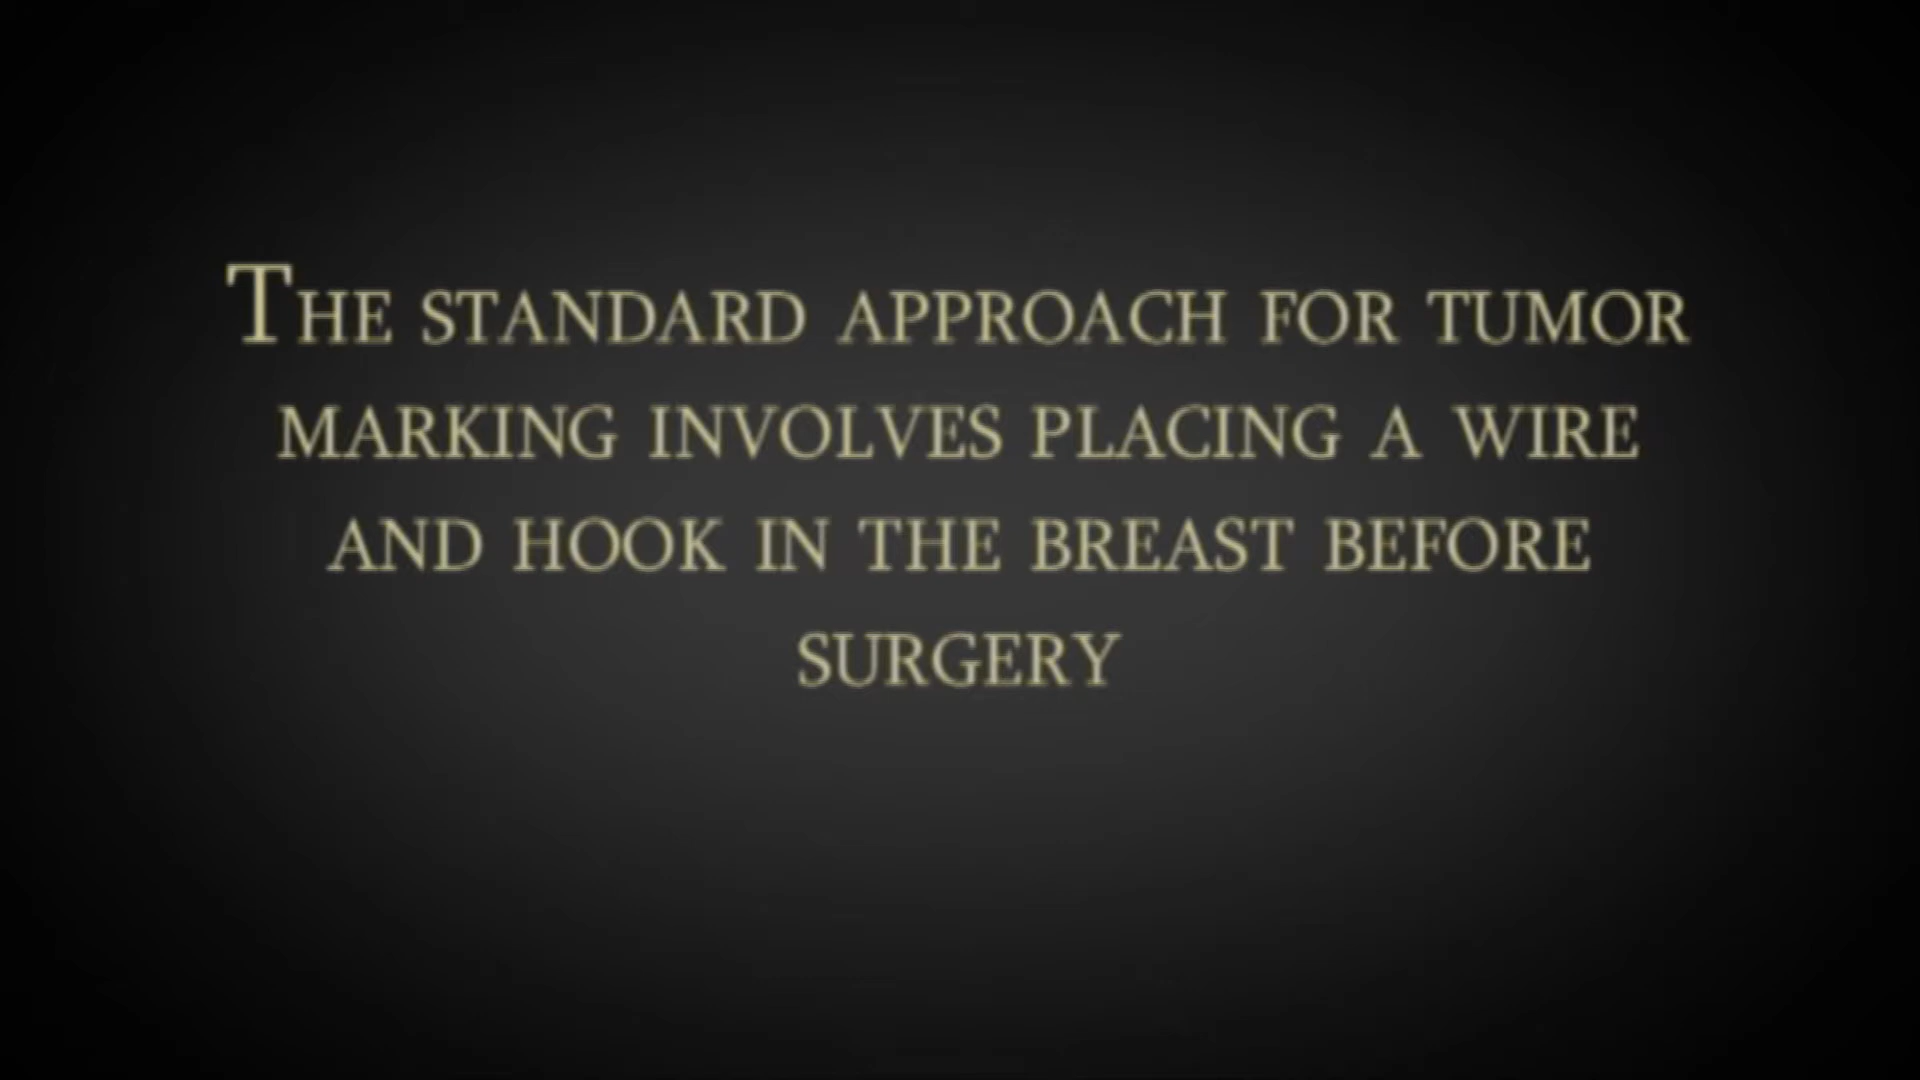 The standard approach for tumor
marking involves placing a wire
and hook in the breast before
surgery